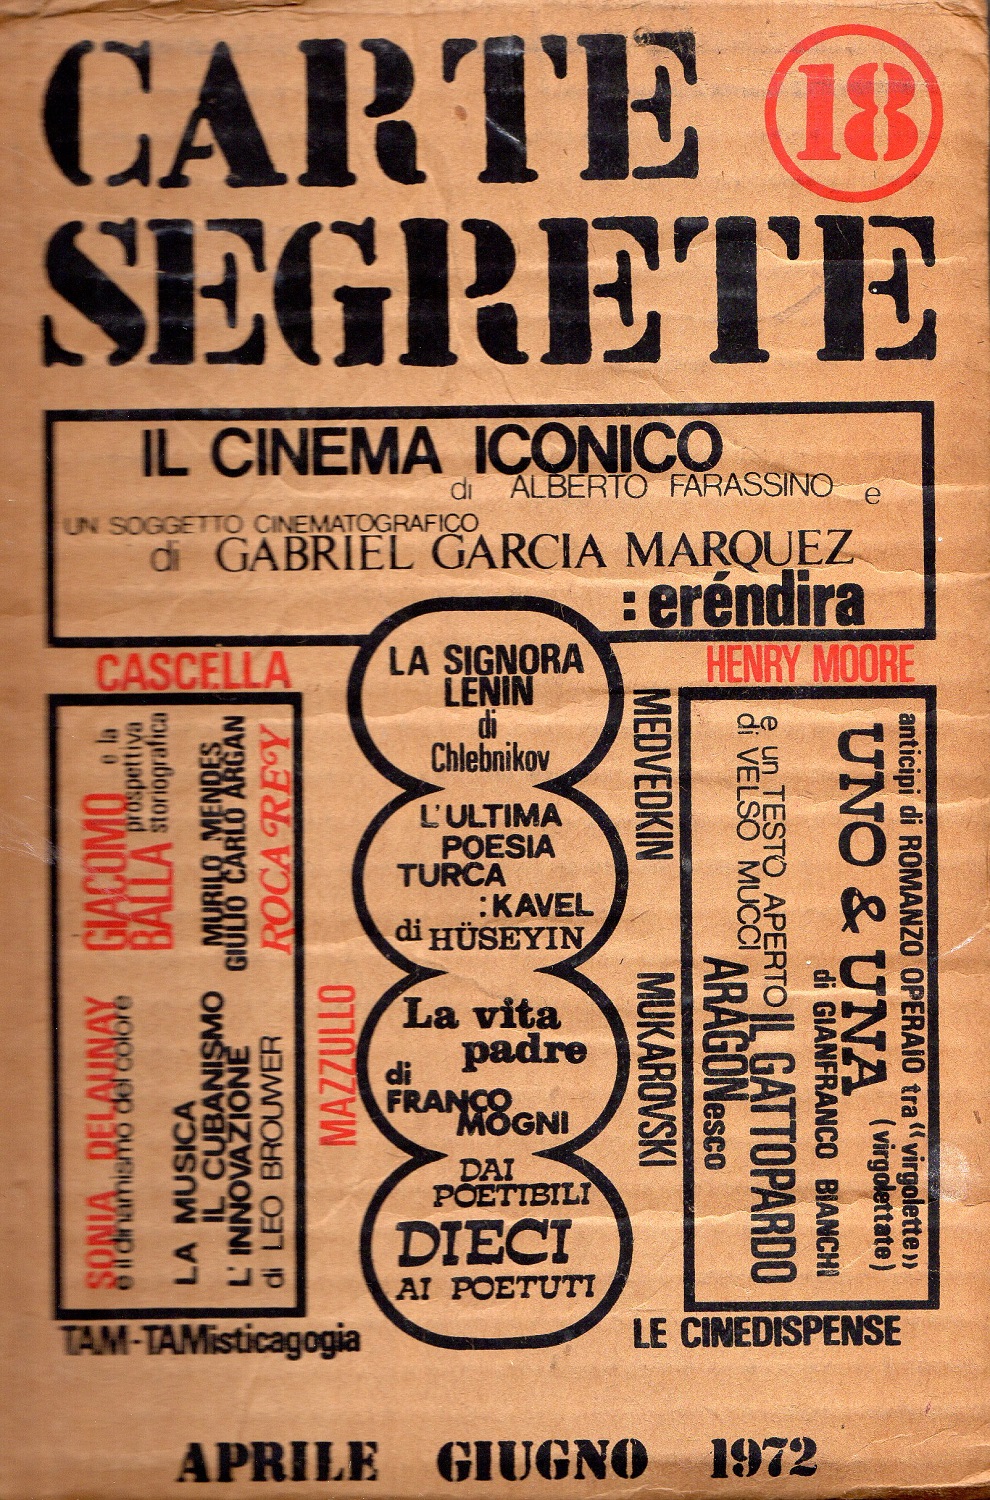 CARTE
18
SEGRETE
IL CINEMA ICONICO
di ALBERTO FARASSINO e
UN SOGGETTO CINEMATOGRAFICO
di GABRIEL GARCIA MARQUEZ
: eréndira
CASCELLA
HENRY MOORE
GIACOMO
BALLA
e la
prospettiva
storiografica
MURILO MENDES
GIULIO CARLO ARGAN
ROCA REY
SONIA DELAUNAY
e il dinamismo del colore
LA MUSICA
IL CUBANISMO
L'INNOVAZIONE
di LEO BROUWER
MAZZULLO
LA SIGNORA
LENIN
di
Chlebnikov
L'ULTIMA
POESIA
TURCA
:KAVEL
di HÜSEYIN
La vita
padre
di
FRANCO
MOGNI
DAI
POETIBILI
DIECI
AI POETUTI
MEDVEDKIN
MUKAROVSKI
anticipi di ROMANZO OPERAIO tra "virgolette"
(virgolettate)
UNO & UNA
di GIANFRANCO BIANCHI
e un TESTO APERTO IL GATTOPARDO
di VELSO MUCCI
ARAGONesco
TAM-TAMisticagogia
LE CINEDISPENSE
APRILE GIUGNO 1972